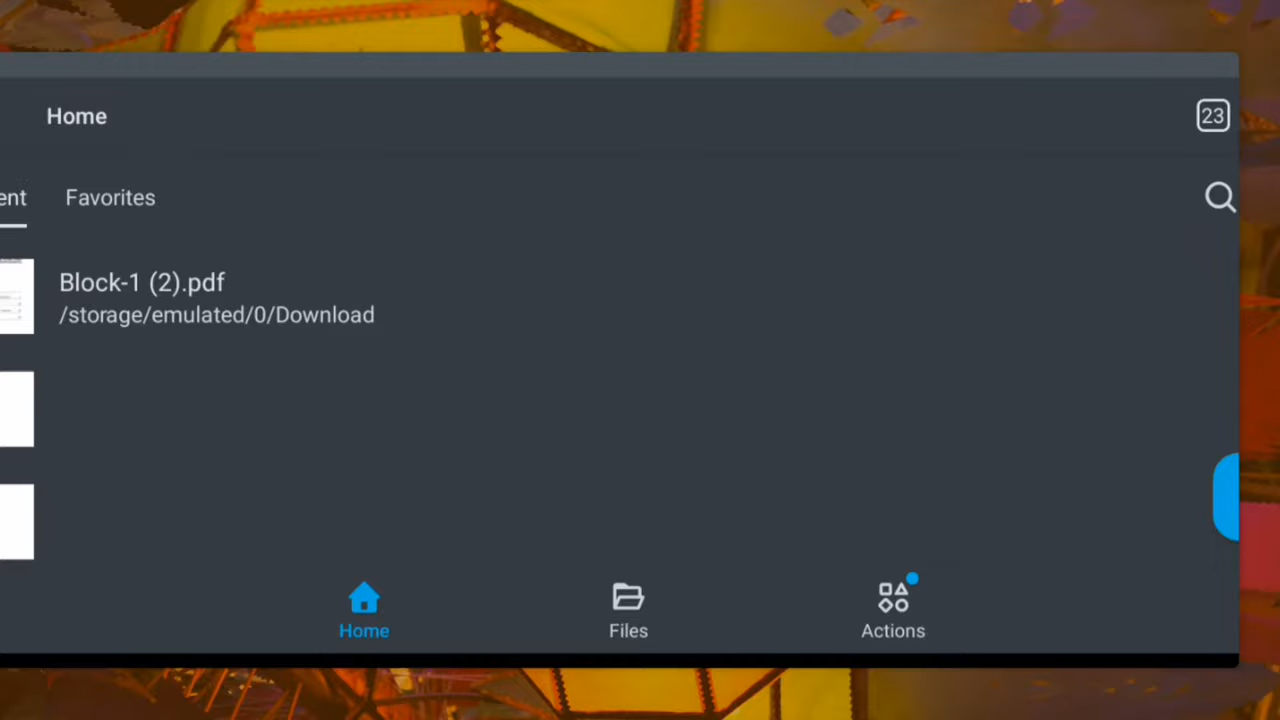 Home
23
ent Favorites
Block-1 (2).pdf
/storage/emulated/0/Download
Home Files Actions